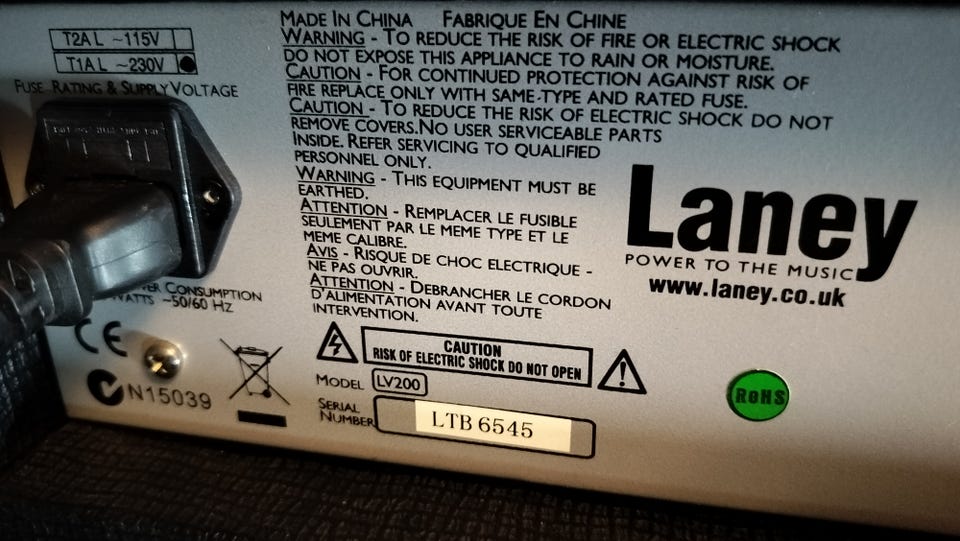 T2A L ~115V
T1A L ~230V
FUSE RATING & SUPPLY VOLTAGE
MADE IN CHINA FABRIQUE EN CHINE
WARNING - TO REDUCE THE RISK OF FIRE OR ELECTRIC SHOCK
DO NOT EXPOSE THIS APPLIANCE TO RAIN OR MOISTURE.
CAUTION - FOR CONTINUED PROTECTION AGAINST RISK OF
FIRE REPLACE ONLY WITH SAME-TYPE AND RATED FUSE.
CAUTION - TO REDUCE THE RISK OF ELECTRIC SHOCK DO NOT
REMOVE COVERS.NO USER SERVICEABLE PARTS
INSIDE. REFER SERVICING TO QUALIFIED
PERSONNEL ONLY.
WARNING - THIS EQUIPMENT MUST BE
EARTHED.
ATTENTION - REMPLACER LE FUSIBLE
SEULEMENT PAR LE MEME TYPE ET LE
MEME CALIBRE.
AVIS - RISQUE DE CHOC ELECTRIQUE -
NE PAS OUVRIR.
ATTENTION - DEBRANCHER LE CORDON
D'ALIMENTATION AVANT TOUTE
INTERVENTION.
Laney
POWER TO THE MUSIC
www.laney.co.uk
CONSUMPTION
WATTS ~50/60 HZ
CE
N15039
CAUTION
RISK OF ELECTRIC SHOCK DO NOT OPEN
MODEL LV200
SERIAL
NUMBER
LTB 6545
RoHS